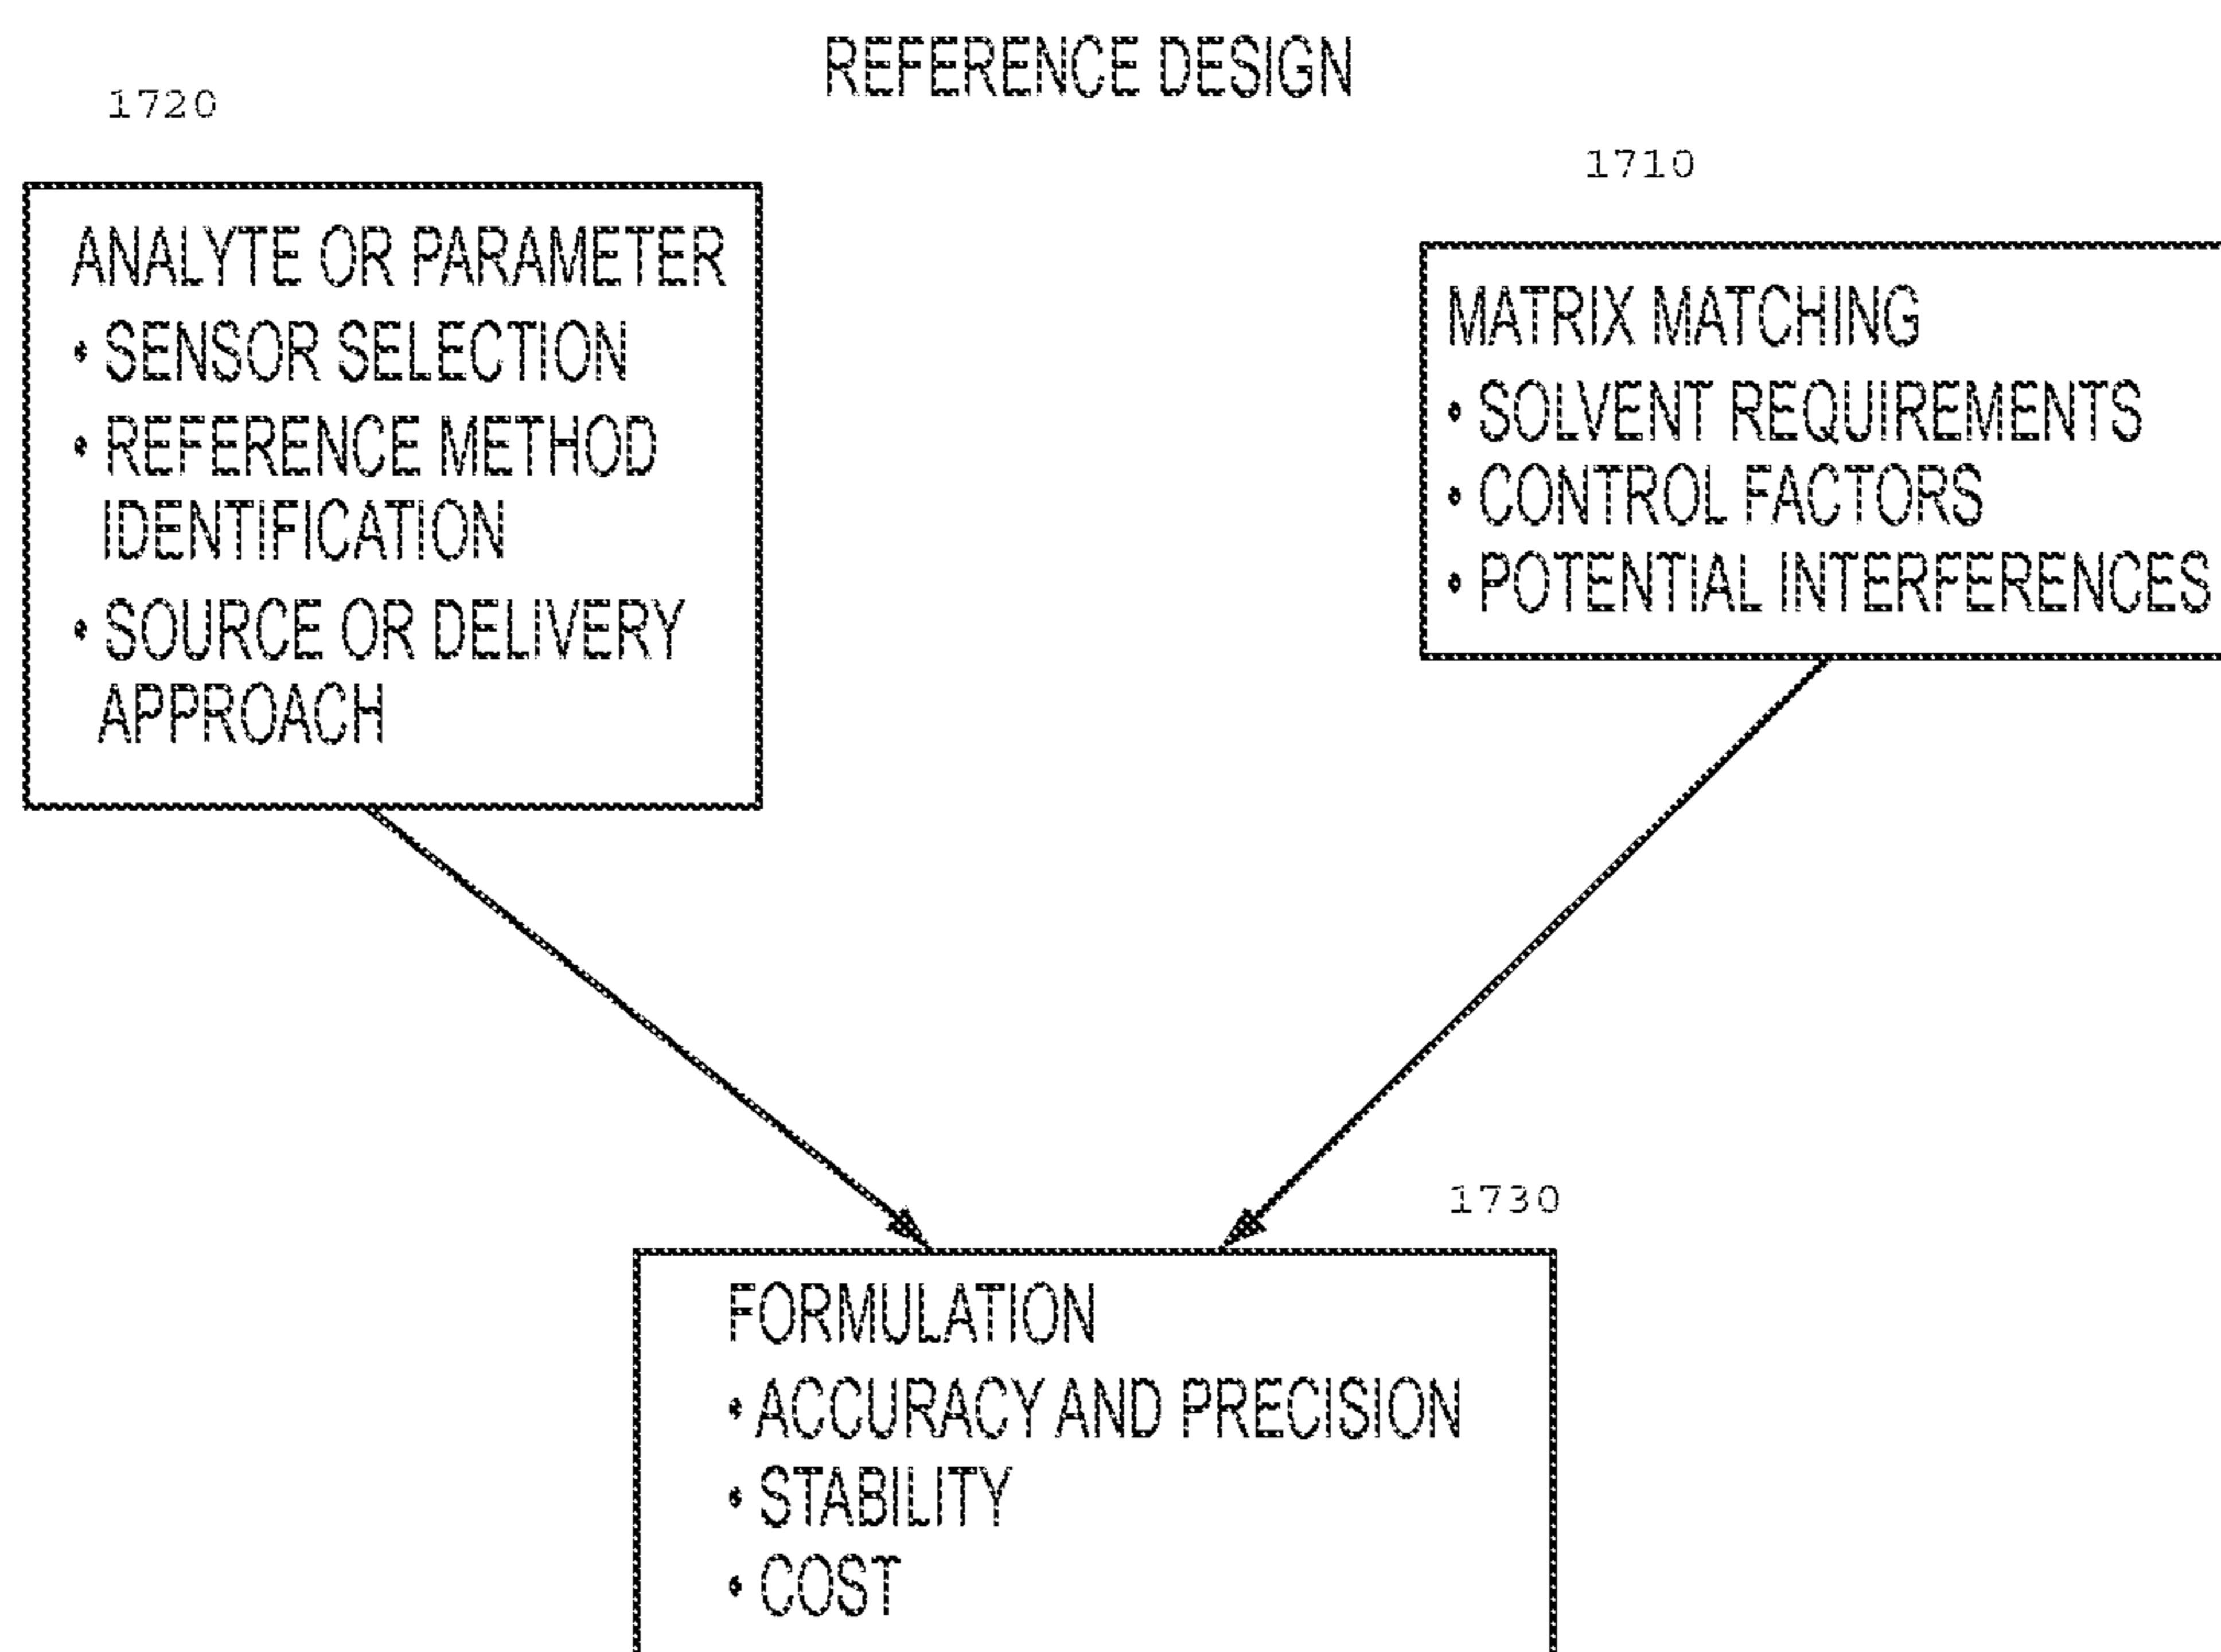 REFERENCE DESIGN
1720
ANALYTE OR PARAMETER
• SENSOR SELECTION
• REFERENCE METHOD
IDENTIFICATION
• SOURCE OR DELIVERY
APPROACH
1710
MATRIX MATCHING
• SOLVENT REQUIREMENTS
• CONTROL FACTORS
• POTENTIAL INTERFERENCES
1730
FORMULATION
• ACCURACY AND PRECISION
• STABILITY
• COST